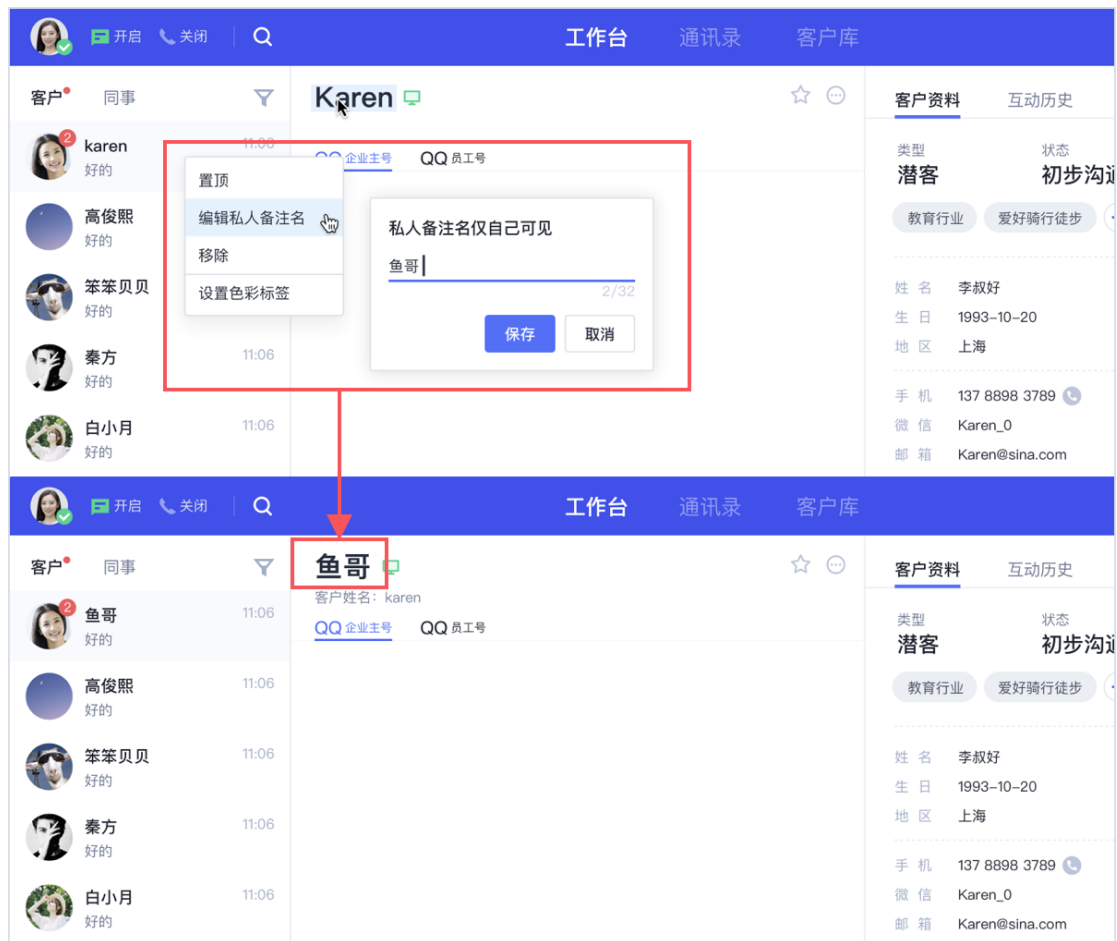 开启 关闭 工作台 通讯录 客户库
客户 同事
Karen
客户资料 互动历史
2
karen 11:06
好的
QQ 企业主号 QQ 员工号
置顶
编辑私人备注名
移除
设置色彩标签
私人备注名仅自己可见
鱼哥
2/32
保存 取消
高俊熙
好的
笨笨贝贝
好的
秦方 11:06
好的
白小月 11:06
好的
类型 状态
潜客 初步沟通
教育行业 爱好骑行徒步
姓 名 李叔好
生 日 1993-10-20
地 区 上海
手 机 137 8898 3789
微 信 Karen_0
邮 箱 Karen@sina.com
开启 关闭 工作台 通讯录 客户库
客户 同事
鱼哥
客户资料 互动历史
客户姓名：karen
QQ 企业主号 QQ 员工号
2
鱼哥 11:06
好的
高俊熙 11:06
好的
笨笨贝贝 11:06
好的
秦方 11:06
好的
白小月 11:06
好的
类型 状态
潜客 初步沟通
教育行业 爱好骑行徒步
姓 名 李叔好
生 日 1993-10-20
地 区 上海
手 机 137 8898 3789
微 信 Karen_0
邮 箱 Karen@sina.com